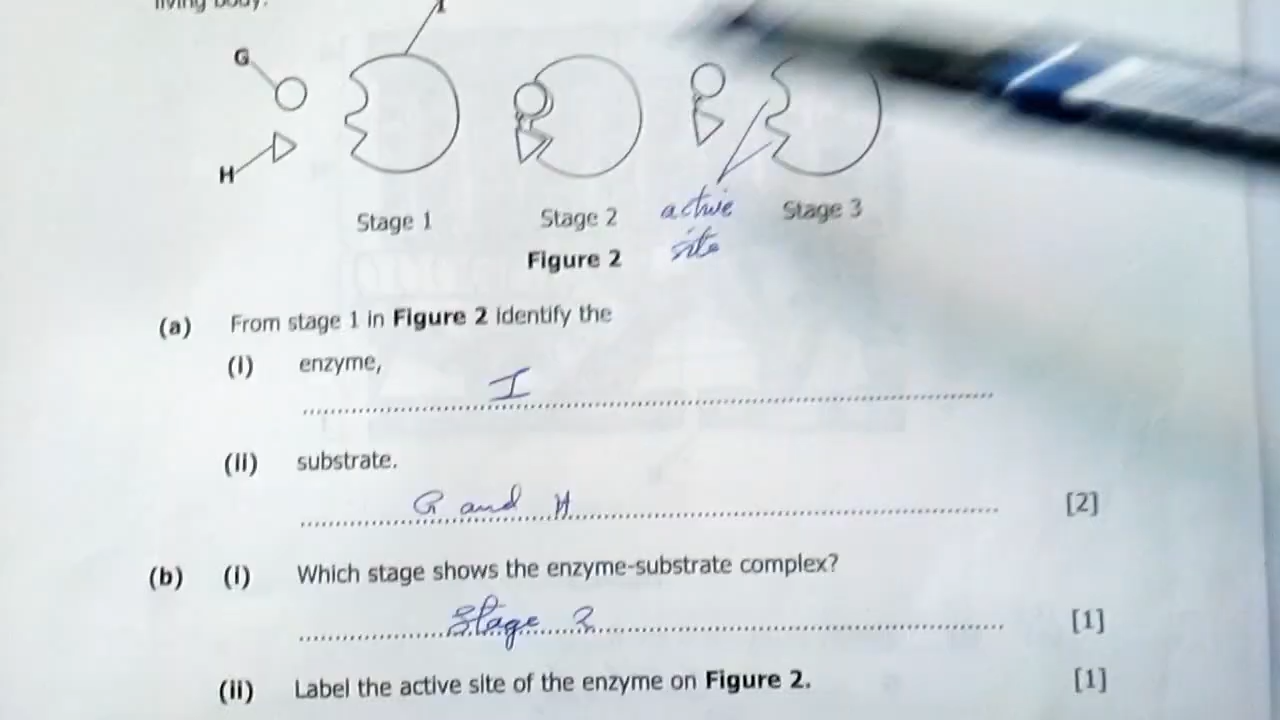 living body.
G
I
H
Stage 1
Stage 2
active
site
Stage 3
Figure 2
(a) From stage 1 in Figure 2 identify the
(i) enzyme,
I
(ii) substrate.
G and H [2]
(b) (i) Which stage shows the enzyme-substrate complex?
Stage 2 [1]
(ii) Label the active site of the enzyme on Figure 2. [1]